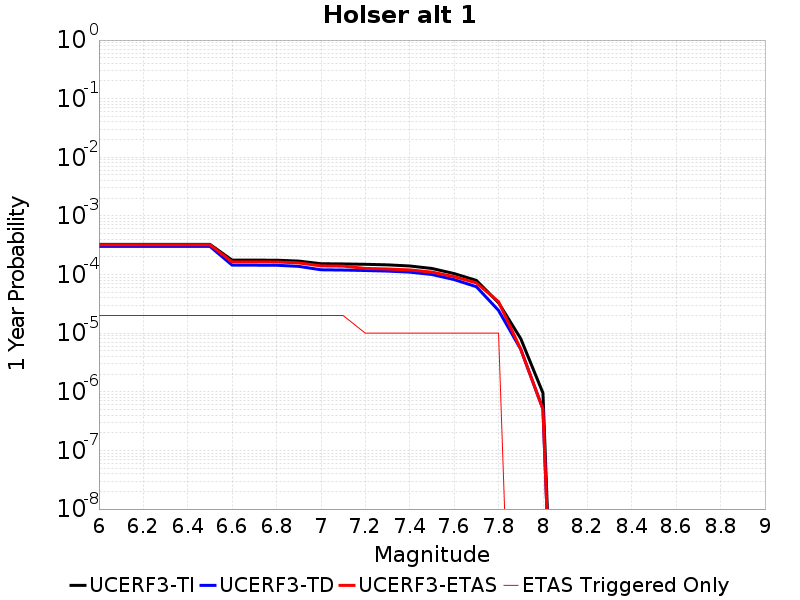 Holser alt 1
10^0
10^-1
10^-2
10^-3
10^-4
10^-5
10^-6
10^-7
10^-8
1 Year Probability
6 6.2 6.4 6.6 6.8 7 7.2 7.4 7.6 7.8 8 8.2 8.4 8.6 8.8 9
Magnitude
UCERF3-TI UCERF3-TD UCERF3-ETAS ETAS Triggered Only